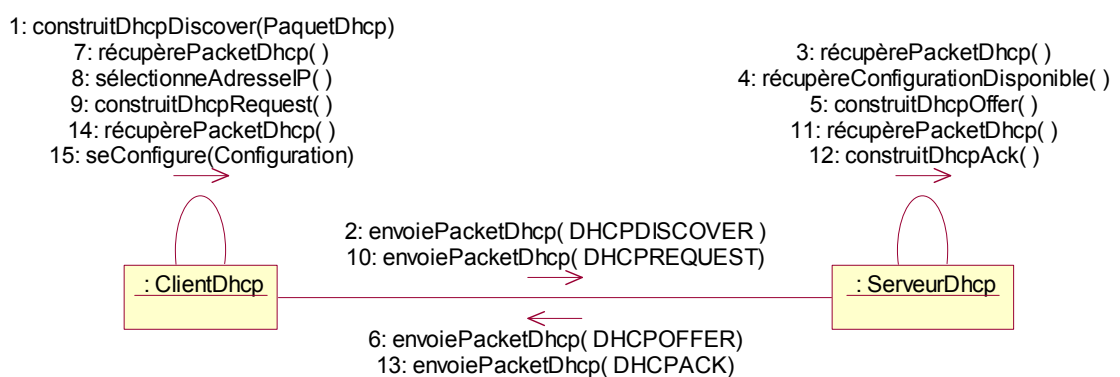 1: construitDhcpDiscover(PaquetDhcp)
7: récupèrePacketDhcp( )
8: sélectionneAdresseIP( )
9: construitDhcpRequest( )
14: récupèrePacketDhcp( )
15: seConfigure(Configuration)
3: récupèrePacketDhcp( )
4: récupèreConfigurationDisponible( )
5: construitDhcpOffer( )
11: récupèrePacketDhcp( )
12: construitDhcpAck( )
2: envoiePacketDhcp( DHCPDISCOVER )
10: envoiePacketDhcp( DHCPREQUEST)
: ClientDhcp
: ServeurDhcp
6: envoiePacketDhcp( DHCPOFFER)
13: envoiePacketDhcp( DHCPACK)